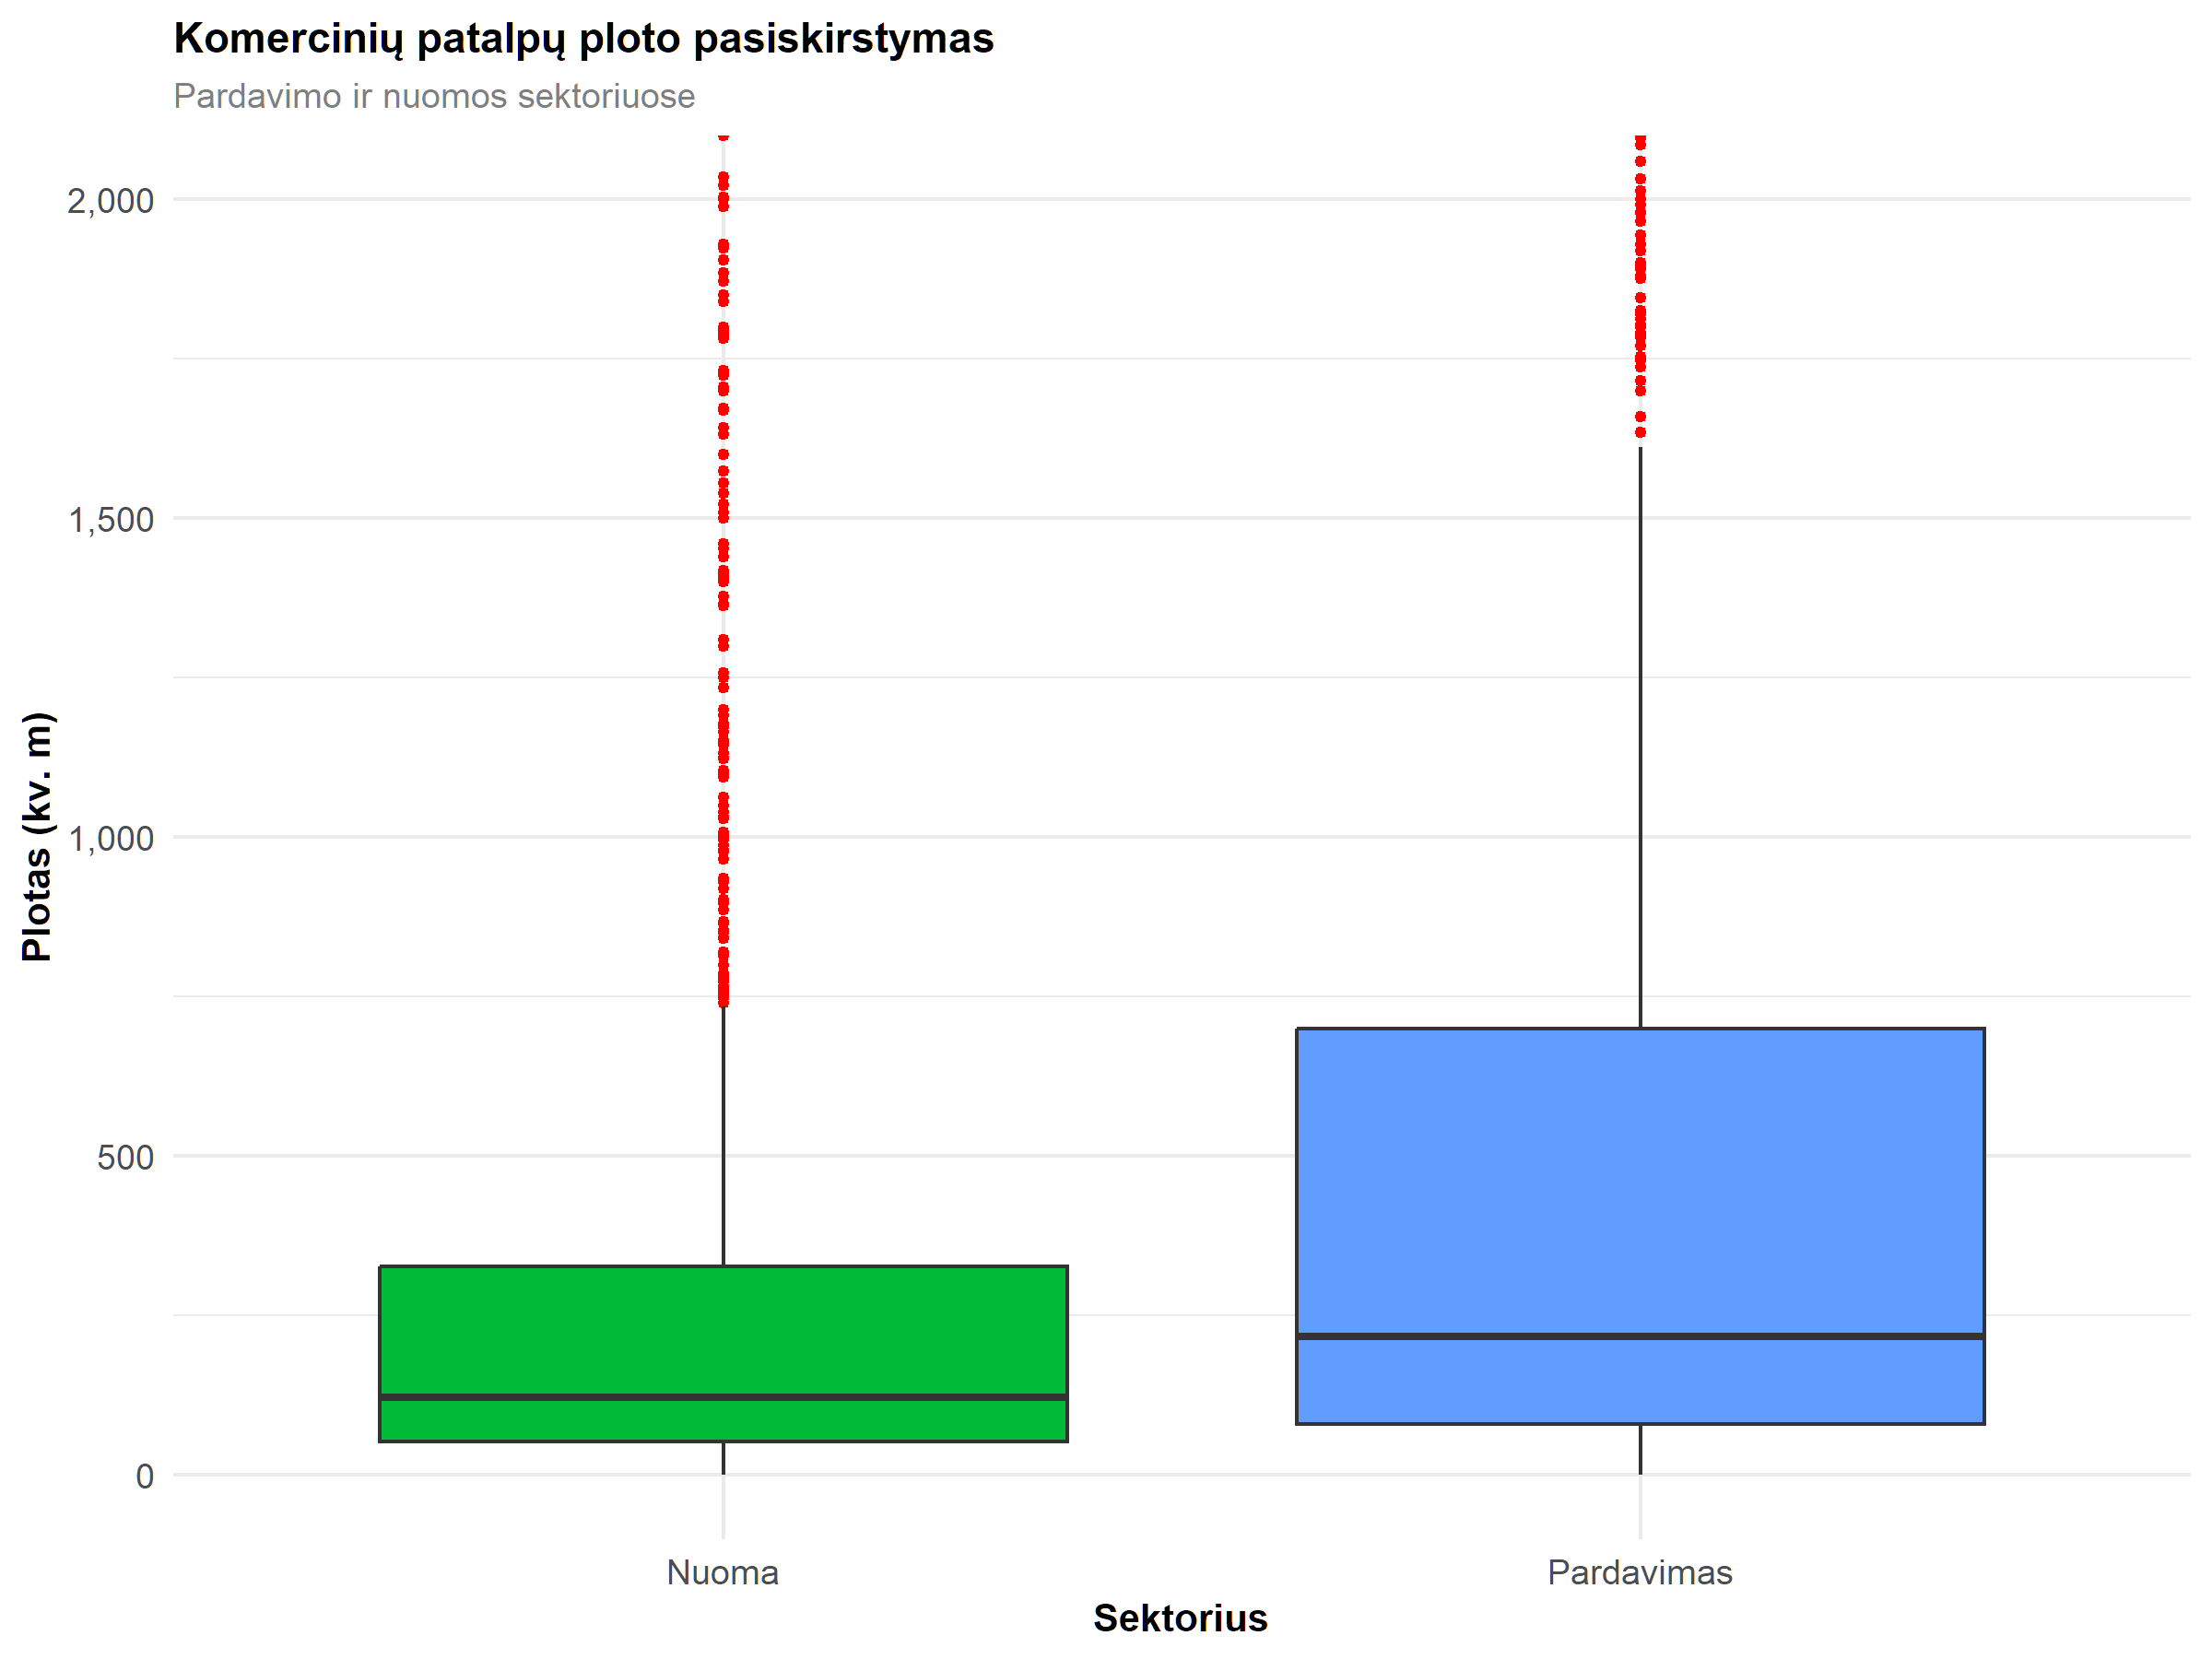 Komercinių patalpų ploto pasiskirstymas
Pardavimo ir nuomos sektoriuose
Plotas (kv. m)
2,000
1,500
1,000
500
0
Nuoma
Pardavimas
Sektorius